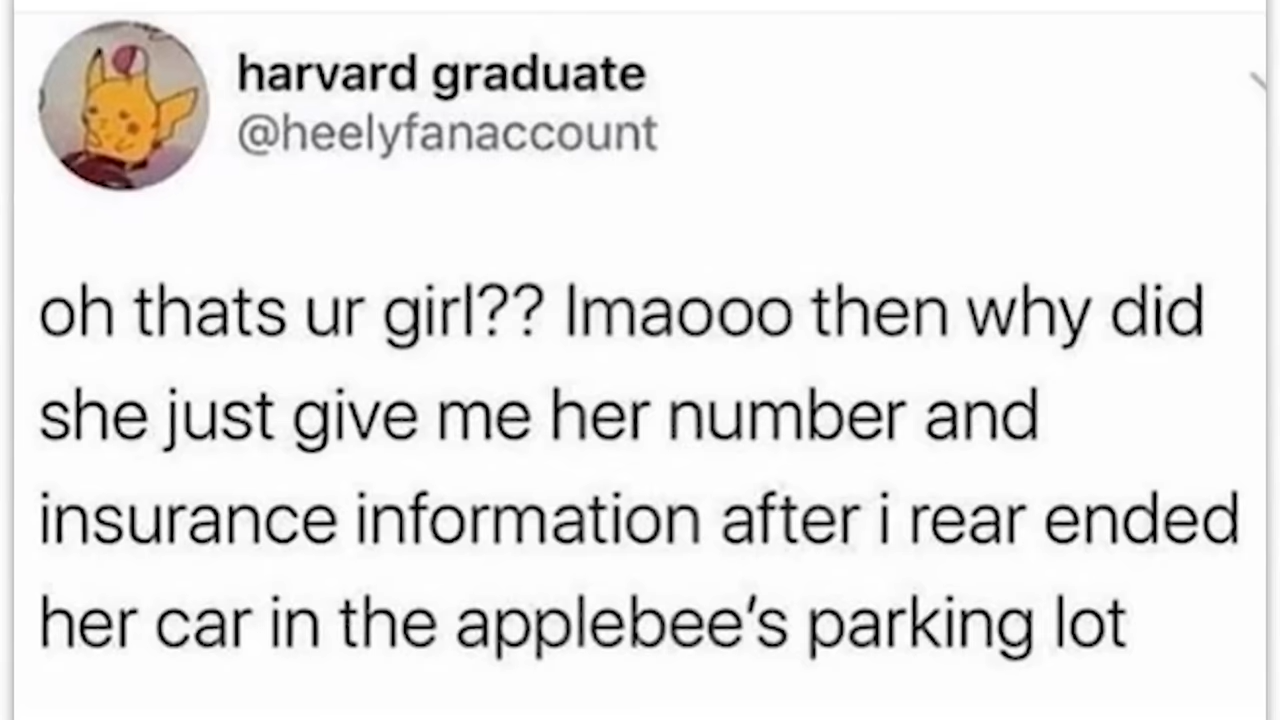 harvard graduate
@heelyfanaccount
oh thats ur girl?? lmaooo then why did
she just give me her number and
insurance information after i rear ended
her car in the applebee's parking lot